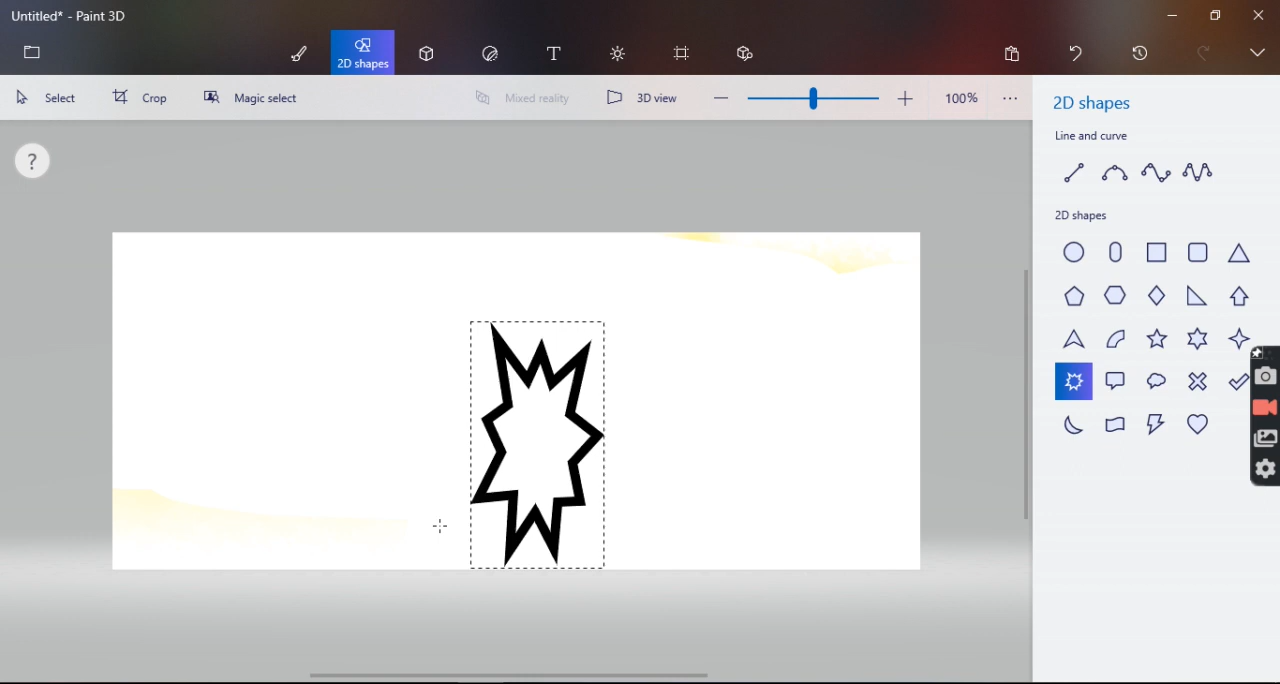 Untitled* - Paint 3D
2D shapes
Select
Crop
Magic select
Mixed reality
3D view
100%
?
2D shapes
Line and curve
2D shapes